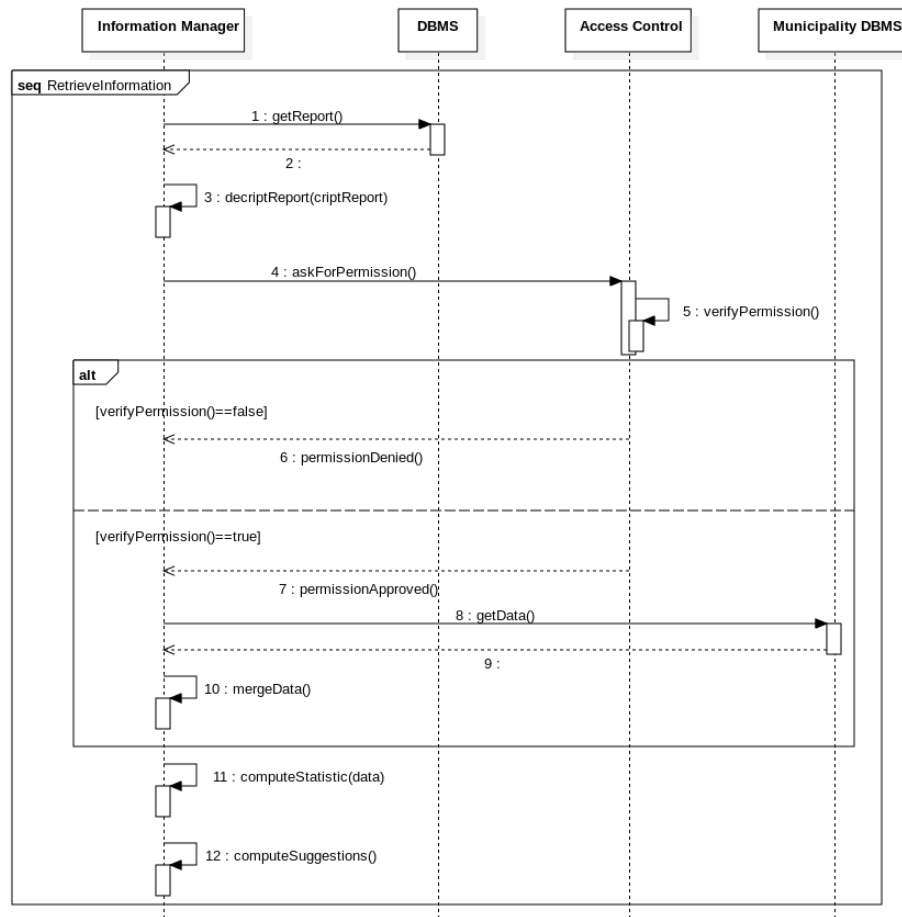 Information Manager
DBMS
Access Control
Municipality DBMS
seq RetrieveInformation
1 : getReport()
2 :
3 : decriptReport(criptReport)
4 : askForPermission()
5 : verifyPermission()
alt
[verifyPermission()==false]
6 : permissionDenied()
[verifyPermission()==true]
7 : permissionApproved()
8 : getData()
9 :
10 : mergeData()
11 : computeStatistic(data)
12 : computeSuggestions()